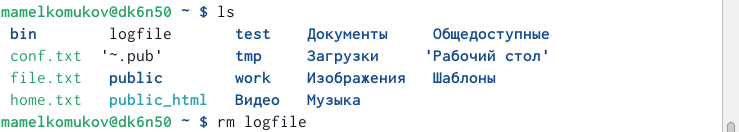 mamelkomukov@dk6n50 ~ $ ls
bin logfile test Документы Общедоступные
conf.txt '~.pub' tmp Загрузки 'Рабочий стол'
file.txt public work Изображения Шаблоны
home.txt public_html Видео Музыка
mamelkomukov@dk6n50 ~ $ rm logfile